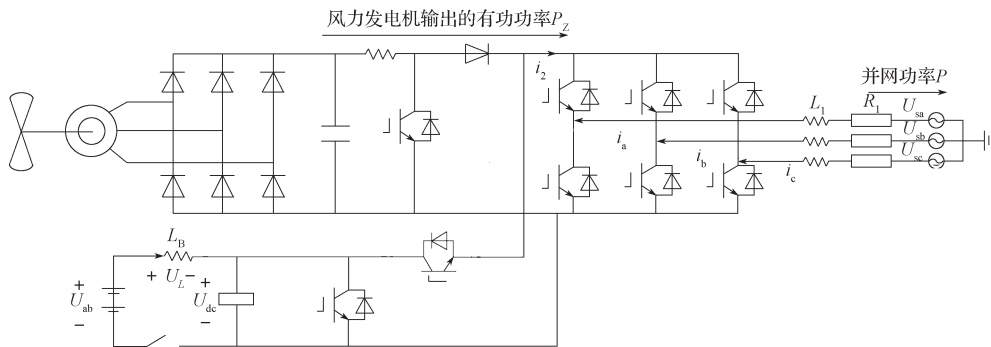 风力发电机输出的有功功率P_Z
i_2
并网功率P
L_1
R_1
U_sa
U_sb
U_sc
i_a
i_b
i_c
L_B
+ U_L −
+
U_ab
−
+
U_dc
−